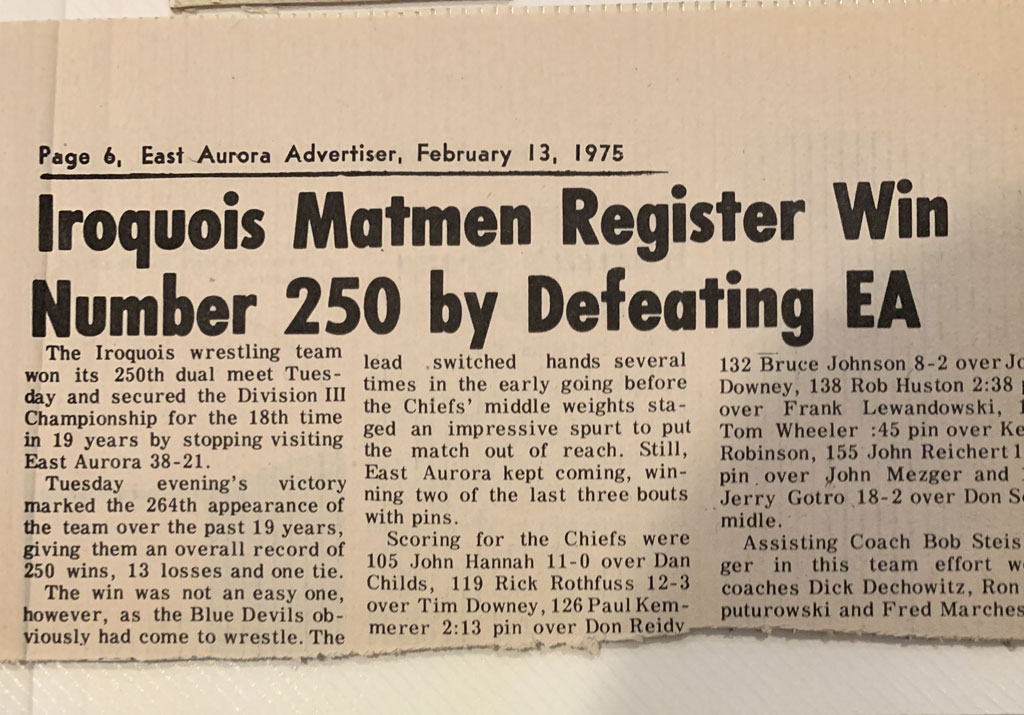 Page 6, East Aurora Advertiser, February 13, 1975
Iroquois Matmen Register Win
Number 250 by Defeating EA
The Iroquois wrestling team
won its 250th dual meet Tues-
day and secured the Division III
Championship for the 18th time
in 19 years by stopping visiting
East Aurora 38-21.
Tuesday evening's victory
marked the 264th appearance of
the team over the past 19 years,
giving them an overall record of
250 wins, 13 losses and one tie.
The win was not an easy one,
however, as the Blue Devils ob-
viously had come to wrestle. The
lead switched hands several
times in the early going before
the Chiefs' middle weights sta-
ged an impressive spurt to put
the match out of reach. Still,
East Aurora kept coming, win-
ning two of the last three bouts
with pins.
Scoring for the Chiefs were
105 John Hannah 11-0 over Dan
Childs, 119 Rick Rothfuss 12-3
over Tim Downey, 126 Paul Kem-
merer 2:13 pin over Don Reidy
132 Bruce Johnson 8-2 over Jo
Downey, 138 Rob Huston 2:38
over Frank Lewandowski,
Tom Wheeler :45 pin over Ke
Robinson, 155 John Reichert 1
pin over John Mezger and
Jerry Gotro 18-2 over Don S
midle.
Assisting Coach Bob Steis
ger in this team effort w
coaches Dick Dechowitz, Ron
puturowski and Fred Marches